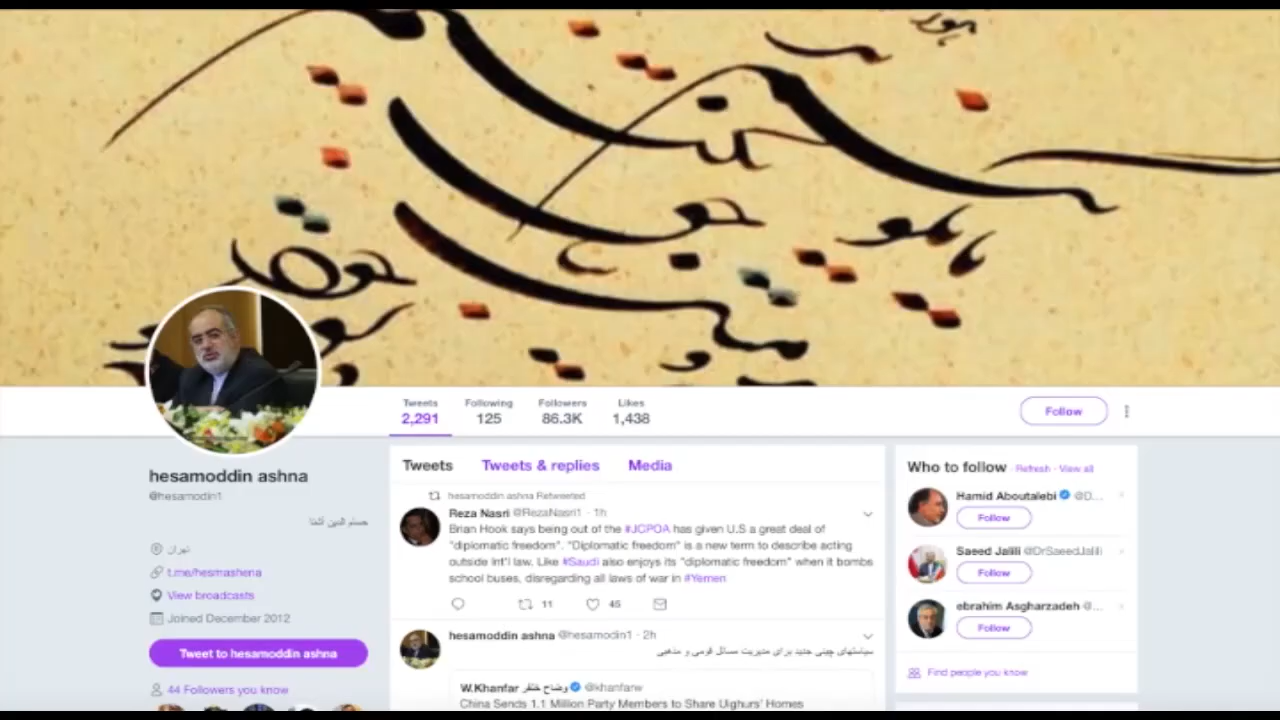 Tweets
2,291
Following
125
Followers
86.3K
Likes
1,438
Follow
hesamoddin ashna
@hesamodin1
حسام الدین آشنا
تهران
t.me/hesmashena
View broadcasts
Joined December 2012
Tweet to hesamoddin ashna
44 Followers you know
Tweets Tweets & replies Media
hesamoddin ashna Retweeted
Reza Nasri @RezaNasri1 · 1h
Brian Hook says being out of the #JCPOA has given U.S a great deal of
"diplomatic freedom". "Diplomatic freedom" is a new term to describe acting
outside Int'l law. Like #Saudi also enjoys its "diplomatic freedom" when it bombs
school buses, disregarding all laws of war in #Yemen
11 45
hesamoddin ashna @hesamodin1 · 2h
سیاستهای چینی جدید برای مدیریت مسائل قومی و مذهبی
W.Khanfar وضاح خنفر @khanfarw
China Sends 1.1 Million Party Members to Share Uighurs' Homes
Who to follow · Refresh · View all
Hamid Aboutalebi @D...
Follow
Saeed Jalili @DrSaeedJalili
Follow
ebrahim Asgharzadeh @...
Follow
Find people you know